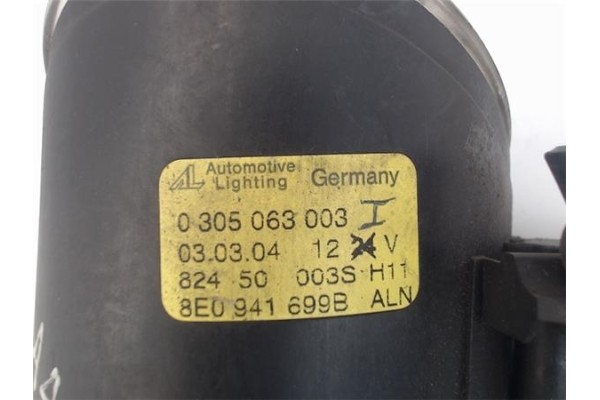 AL Automotive Lighting Germany
0 305 063 003 I
03.03.04 12 24 V
824 50 003S H11
8E0 941 699B ALN